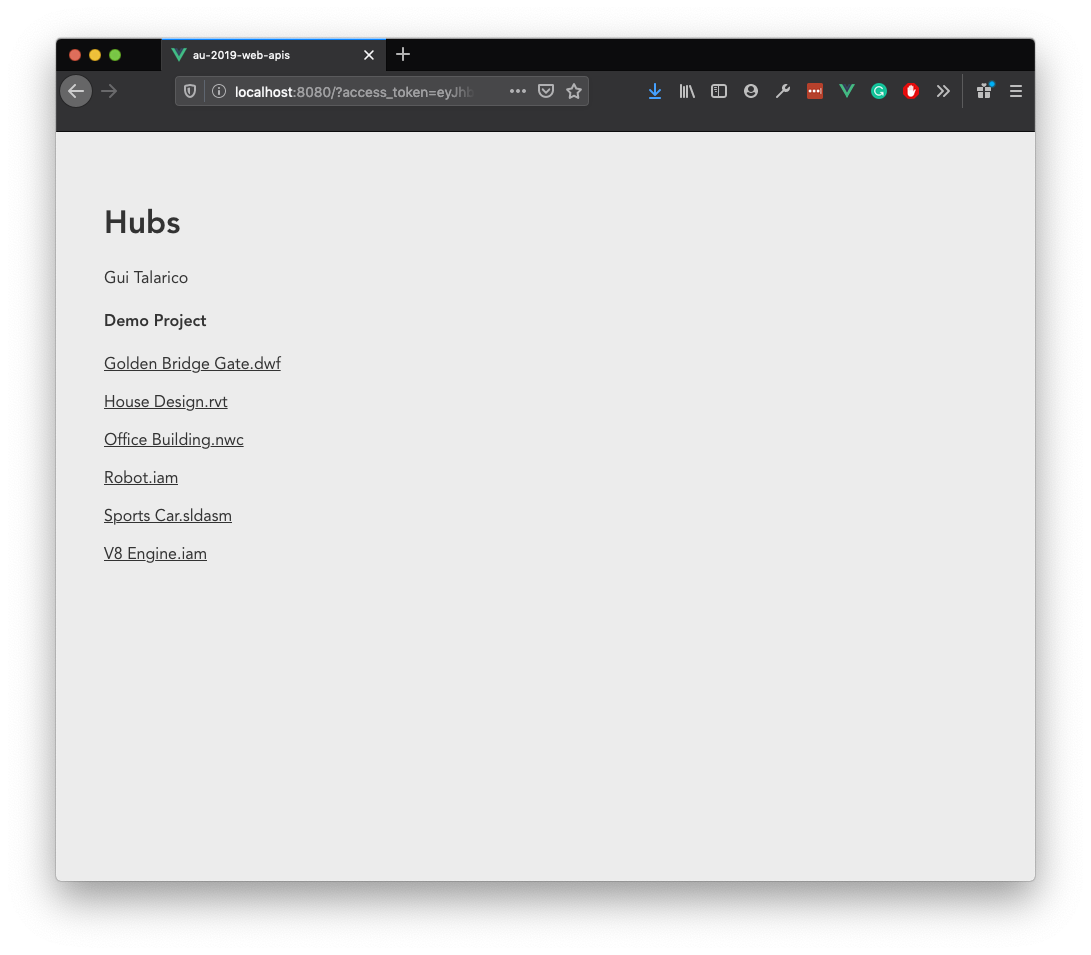 au-2019-web-apis
localhost:8080/?access_token=eyJhb
Hubs
Gui Talarico
Demo Project
Golden Bridge Gate.dwf
House Design.rvt
Office Building.nwc
Robot.iam
Sports Car.sldasm
V8 Engine.iam